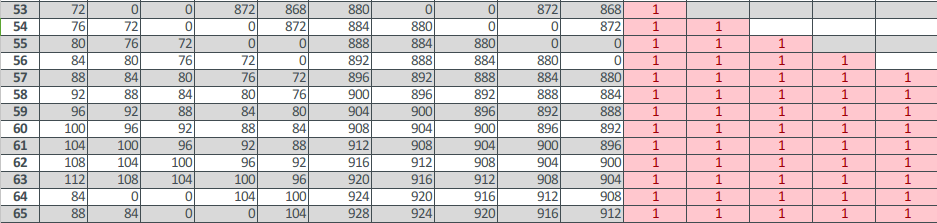 53 72 0 0 872 868 880 0 0 872 868 1
54 76 72 0 0 872 884 880 0 0 872 1 1
55 80 76 72 0 0 888 884 880 0 0 1 1 1
56 84 80 76 72 0 892 888 884 880 0 1 1 1 1
57 88 84 80 76 72 896 892 888 884 880 1 1 1 1 1
58 92 88 84 80 76 900 896 892 888 884 1 1 1 1 1
59 96 92 88 84 80 904 900 896 892 888 1 1 1 1 1
60 100 96 92 88 84 908 904 900 896 892 1 1 1 1 1
61 104 100 96 92 88 912 908 904 900 896 1 1 1 1 1
62 108 104 100 96 92 916 912 908 904 900 1 1 1 1 1
63 112 108 104 100 96 920 916 912 908 904 1 1 1 1 1
64 84 0 0 104 100 924 920 916 912 908 1 1 1 1 1
65 88 84 0 0 104 928 924 920 916 912 1 1 1 1 1